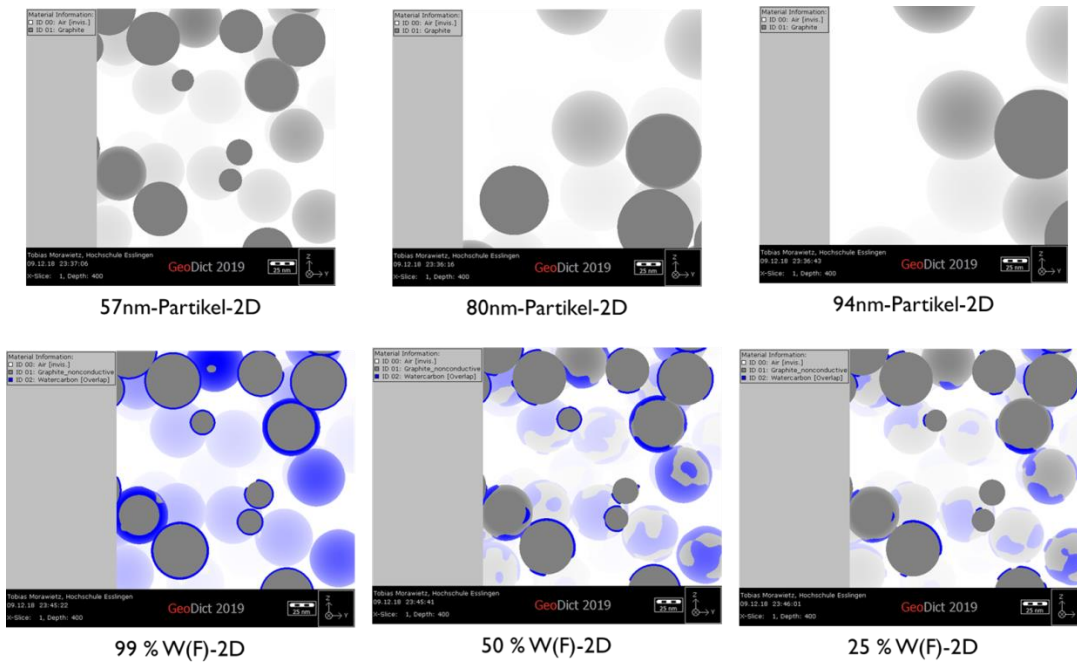 Material Information:
ID 00: Air [invis.]
ID 01: Graphite
Tobias Morawietz, Hochschule Esslingen
09.12.18 23:37:06
X-Slice: 1, Depth: 400
GeoDict 2019
25 nm
Z
Y
X
57nm-Partikel-2D
Material Information:
ID 00: Air [invis.]
ID 01: Graphite
Tobias Morawietz, Hochschule Esslingen
09.12.18 23:36:16
X-Slice: 1, Depth: 400
GeoDict 2019
25 nm
Z
Y
X
80nm-Partikel-2D
Material Information:
ID 00: Air [invis.]
ID 01: Graphite
Tobias Morawietz, Hochschule Esslingen
09.12.18 23:36:43
X-Slice: 1, Depth: 400
GeoDict 2019
25 nm
Z
Y
X
94nm-Partikel-2D
Material Information:
ID 00: Air [invis.]
ID 01: Graphite_nonconductive
ID 02: Watercarbon [Overlap]
Tobias Morawietz, Hochschule Esslingen
09.12.18 23:45:22
X-Slice: 1, Depth: 400
GeoDict 2019
25 nm
Z
Y
X
99 % W(F)-2D
Material Information:
ID 00: Air [invis.]
ID 01: Graphite_nonconductive
ID 02: Watercarbon [Overlap]
Tobias Morawietz, Hochschule Esslingen
09.12.18 23:45:41
X-Slice: 1, Depth: 400
GeoDict 2019
25 nm
Z
Y
X
50 % W(F)-2D
Material Information:
ID 00: Air [invis.]
ID 01: Graphite_nonconductive
ID 02: Watercarbon [Overlap]
Tobias Morawietz, Hochschule Esslingen
09.12.18 23:46:01
X-Slice: 1, Depth: 400
GeoDict 2019
25 nm
Z
Y
X
25 % W(F)-2D